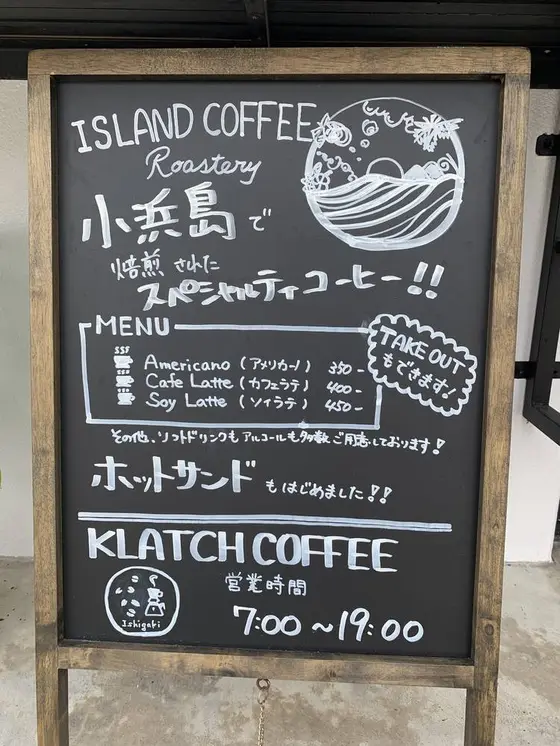 ISLAND COFFEE
Roastery
小浜島で
焙煎された
スペシャルティコーヒー!!
MENU
Americano (アメリカーノ) 350-
Cafe Latte (カフェラテ) 400-
Soy Latte (ソイラテ) 450-
TAKE OUT
もできます!
その他、ソフトドリンクもアルコールも多数ご用意しております!
ホットサンドもはじめました!!
KLATCH COFFEE
Ishigaki
営業時間
7:00~19:00